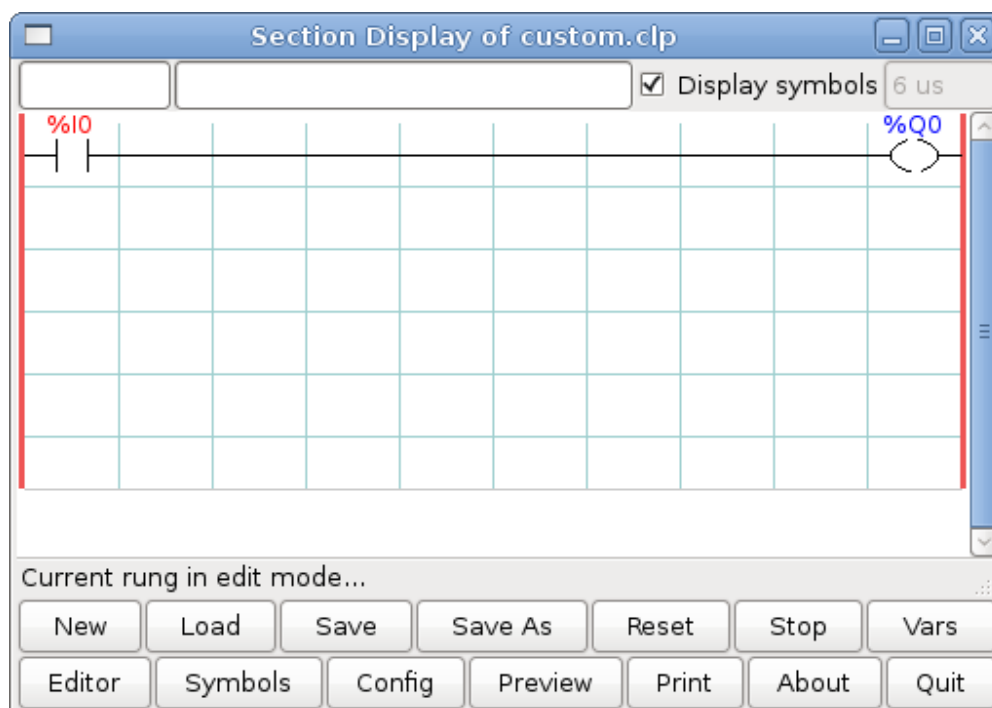 Section Display of custom.clp
Display symbols 6 us
%I0 %Q0
Current rung in edit mode...
New Load Save Save As Reset Stop Vars
Editor Symbols Config Preview Print About Quit